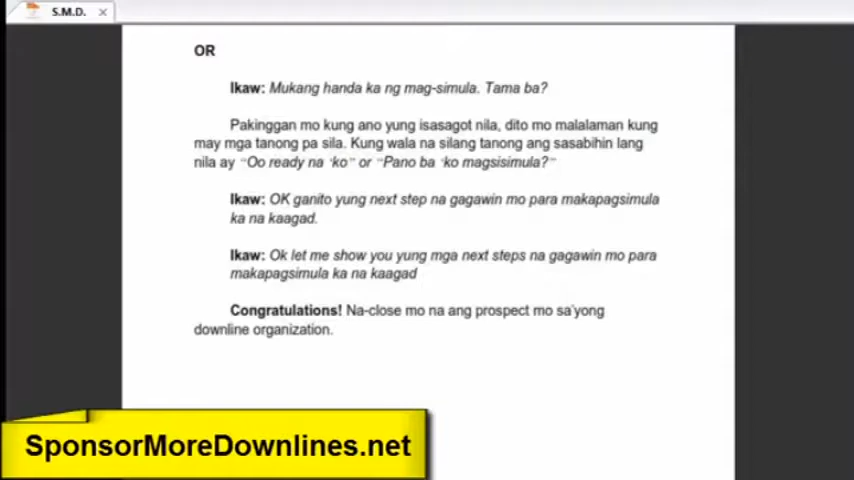 S.M.D.
OR
Ikaw: Mukang handa ka ng mag-simula. Tama ba?
Pakinggan mo kung ano yung isasagot nila, dito mo malalaman kung
may mga tanong pa sila. Kung wala na silang tanong ang sasabihin lang
nila ay “Oo ready na ‘ko” or “Pano ba ‘ko magsisimula?”
Ikaw: OK ganito yung next step na gagawin mo para makapagsimula
ka na kaagad.
Ikaw: Ok let me show you yung mga next steps na gagawin mo para
makapagsimula ka na kaagad
Congratulations! Na-close mo na ang prospect mo sa’yong
downline organization.
SponsorMoreDownlines.net